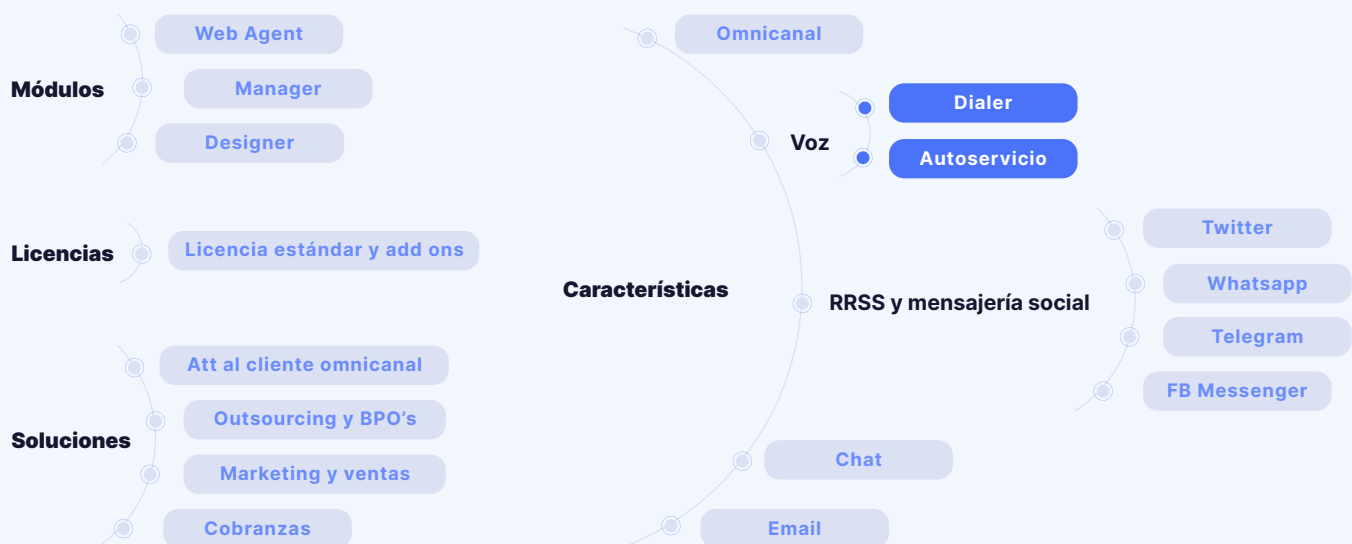 Módulos
Web Agent
Manager
Designer
Licencias
Licencia estándar y add ons
Soluciones
Att al cliente omnicanal
Outsourcing y BPO’s
Marketing y ventas
Cobranzas
Características
Omnicanal
Voz
Dialer
Autoservicio
RRSS y mensajería social
Twitter
Whatsapp
Telegram
FB Messenger
Chat
Email